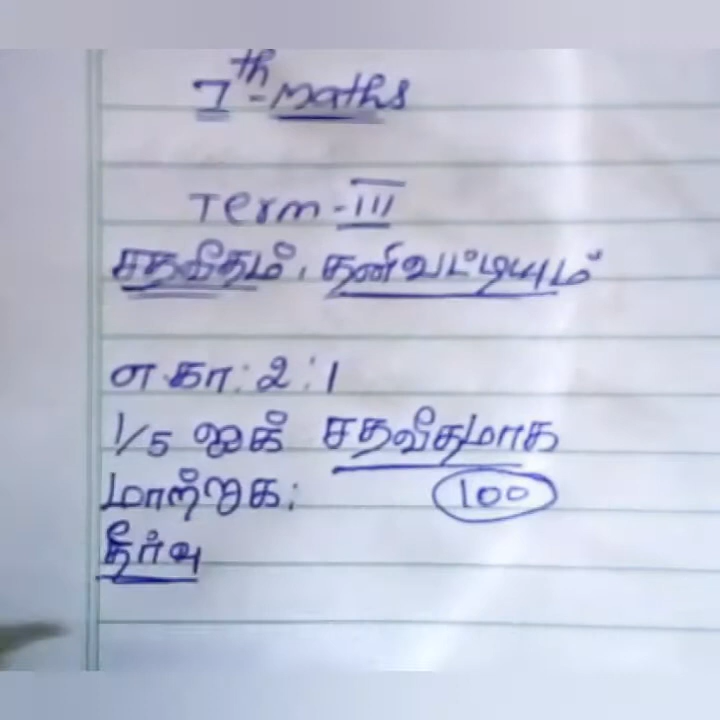 7th - maths
Term - III
சதவீதம், தனிவட்டியும்
எ.கா: 2:1
1/5 ஐக் சதவீதமாக
மாற்றுக: 100
தீர்வு